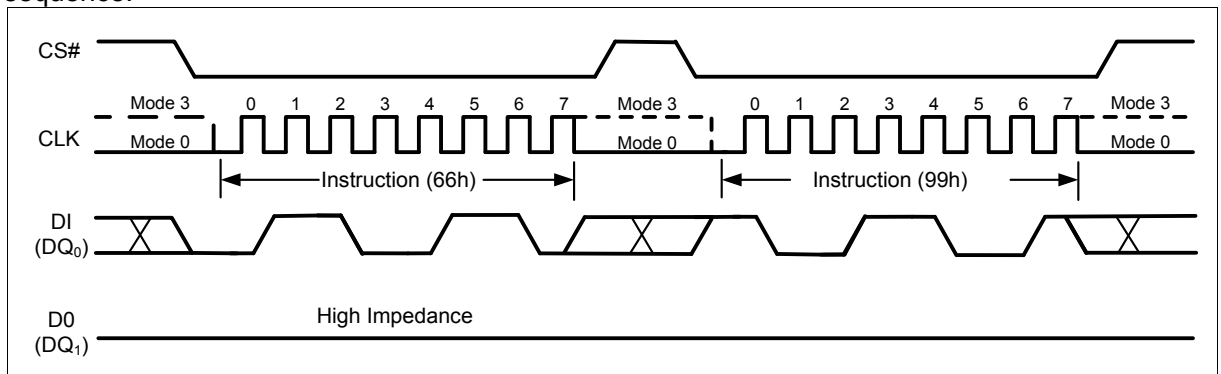 sequence.
CS#
Mode 3 0 1 2 3 4 5 6 7 Mode 3 0 1 2 3 4 5 6 7 Mode 3
CLK
Mode 0 Mode 0 Mode 0
Instruction (66h) Instruction (99h)
DI
(DQ0)
High Impedance
D0
(DQ1)